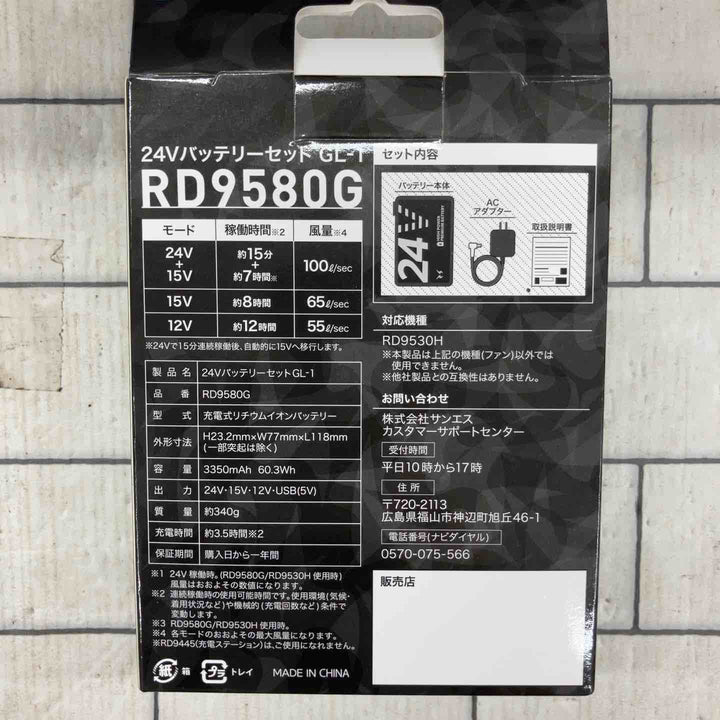 24Vバッテリーセット GL-1
RD9580G
モード 稼働時間※2 風量※4
24V
+
15V
約15分
+
約7時間※
100ℓ/sec
15V 約8時間 65ℓ/sec
12V 約12時間 55ℓ/sec
※24Vで15分連続稼働後、自動的に15Vへ移行します。
製品名 24VバッテリーセットGL-1
品番 RD9580G
型式 充電式リチウムイオンバッテリー
外形寸法 H23.2mm×W77mm×L118mm
(一部突起は除く)
容量 3350mAh 60.3Wh
出力 24V・15V・12V・USB(5V)
質量 約340g
充電時間 約3.5時間※2
保証期間 購入日から一年間
※1 24V稼働時。(RD9580G/RD9530H 使用時)
風量はおおよその数値になります。
※2 連続稼働時の使用可能時間です。使用環境(気候・
着用状況など)や機械的(充電回数など)条件で
変動します。
※3 RD9580G/RD9530H 使用時。
※4 各モードのおおよその最大風量になります。
※RD9445(充電ステーション)は、ご使用になれません。
紙 箱 プラ トレイ MADE IN CHINA
セット内容
バッテリー本体
24V
HIGH POWER
PREMIUM BATTERY
AC
アダプター
取扱説明書
対応機種
RD9530H
※本製品は上記の機種(ファン)以外では
使用できません。
※他社製品との互換性はありません。
お問い合わせ
株式会社サンエス
カスタマーサポートセンター
受付時間
平日10時から17時
住所
〒720-2113
広島県福山市神辺町旭丘46-1
電話番号(ナビダイヤル)
0570-075-566
販売店